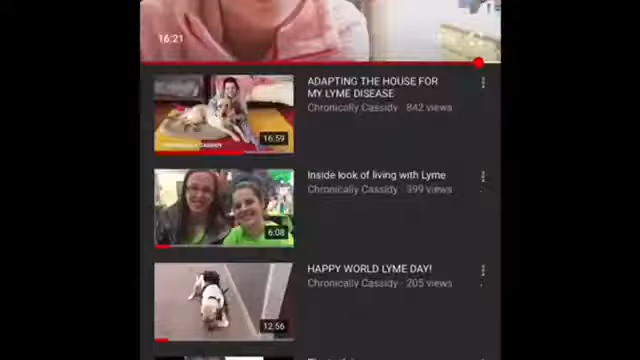 16:21
ADAPTING THE HOUSE FOR
MY LYME DISEASE
Chronically Cassidy · 842 views
16:59
Inside look of living with Lyme
Chronically Cassidy · 399 views
6:08
HAPPY WORLD LYME DAY!
Chronically Cassidy · 205 views
12:56